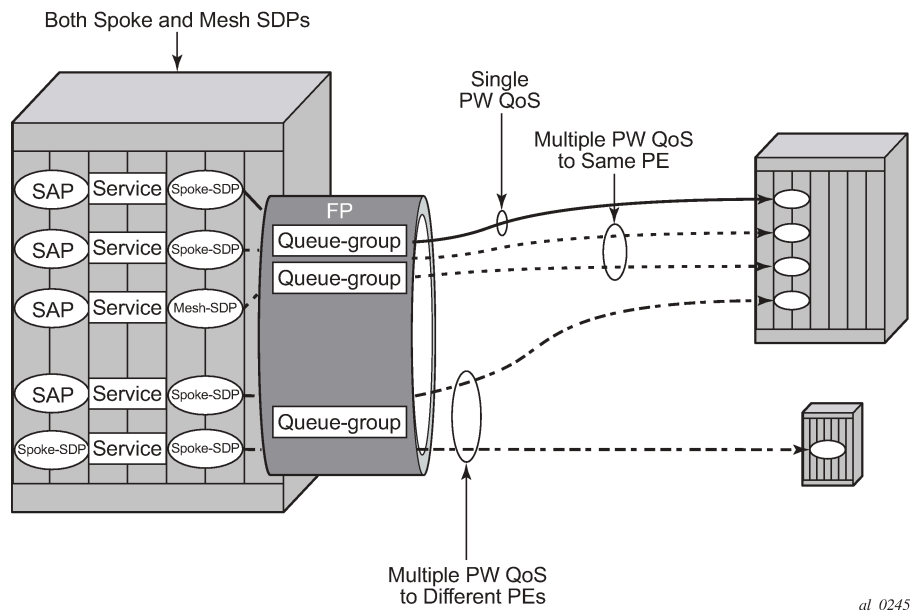 Both Spoke and Mesh SDPs
Single
PW QoS
Multiple PW QoS
to Same PE
SAP
Service
Spoke-SDP
FP
Queue-group
SAP
Service
Spoke-SDP
Queue-group
SAP
Service
Mesh-SDP
SAP
Service
Spoke-SDP
Queue-group
Spoke-SDP
Service
Spoke-SDP
Multiple PW QoS
to Different PEs
al_0245